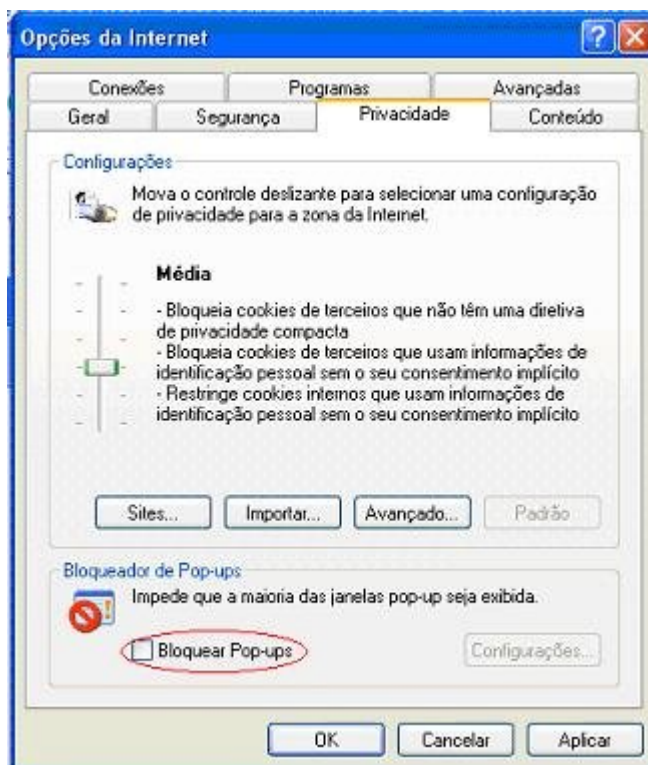 Opções da Internet
Conexões Programas Avançadas
Geral Segurança Privacidade Conteúdo
Configurações
Mova o controle deslizante para selecionar uma configuração
de privacidade para a zona da Internet.
Média
- Bloqueia cookies de terceiros que não têm uma diretiva
de privacidade compacta
- Bloqueia cookies de terceiros que usam informações de
identificação pessoal sem o seu consentimento implícito
- Restringe cookies internos que usam informações de
identificação pessoal sem o seu consentimento implícito
Sites... Importar... Avançado... Padrão
Bloqueador de Pop-ups
Impede que a maioria das janelas pop-up seja exibida.
Bloquear Pop-ups Configurações...
OK Cancelar Aplicar